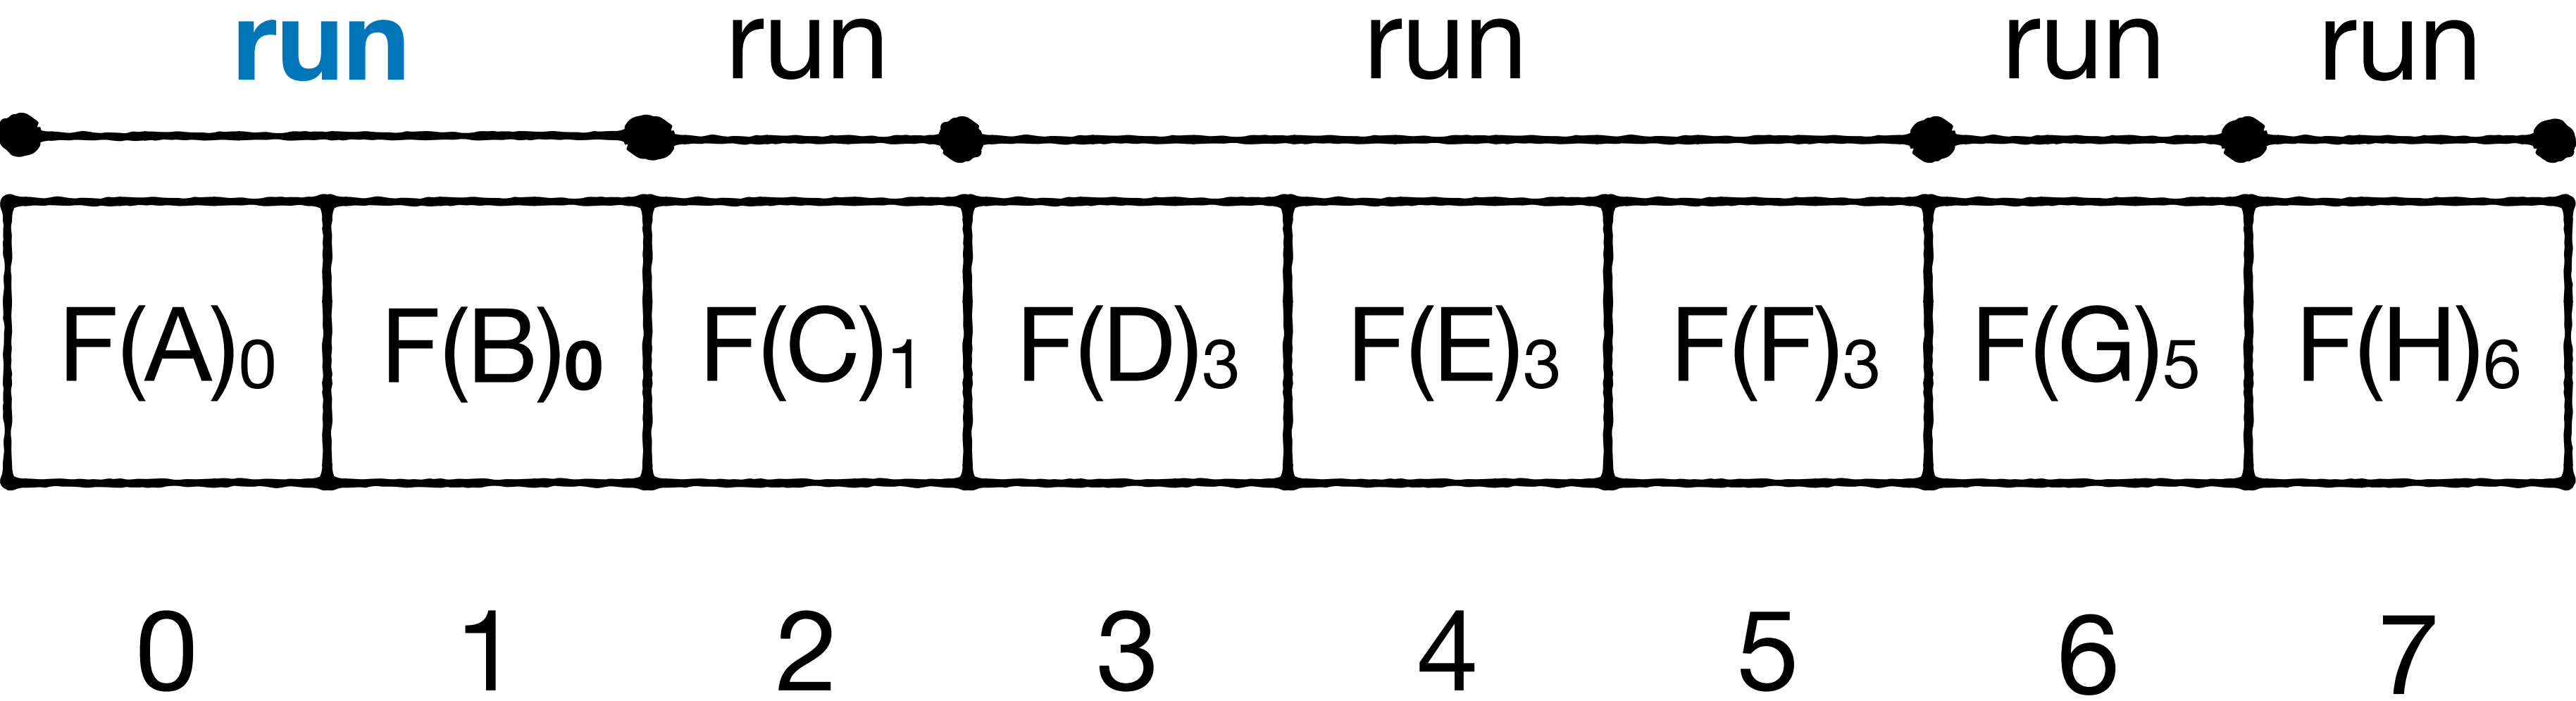 run run run run run
F(A)₀ F(B)₀ F(C)₁ F(D)₃ F(E)₃ F(F)₃ F(G)₅ F(H)₆
0 1 2 3 4 5 6 7